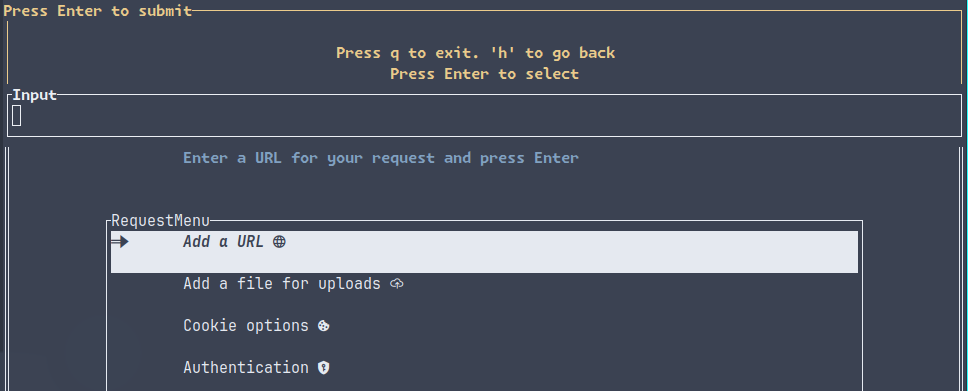 Press Enter to submit
Press q to exit. 'h' to go back
Press Enter to select
Input
Enter a URL for your request and press Enter
RequestMenu
Add a URL
Add a file for uploads
Cookie options
Authentication